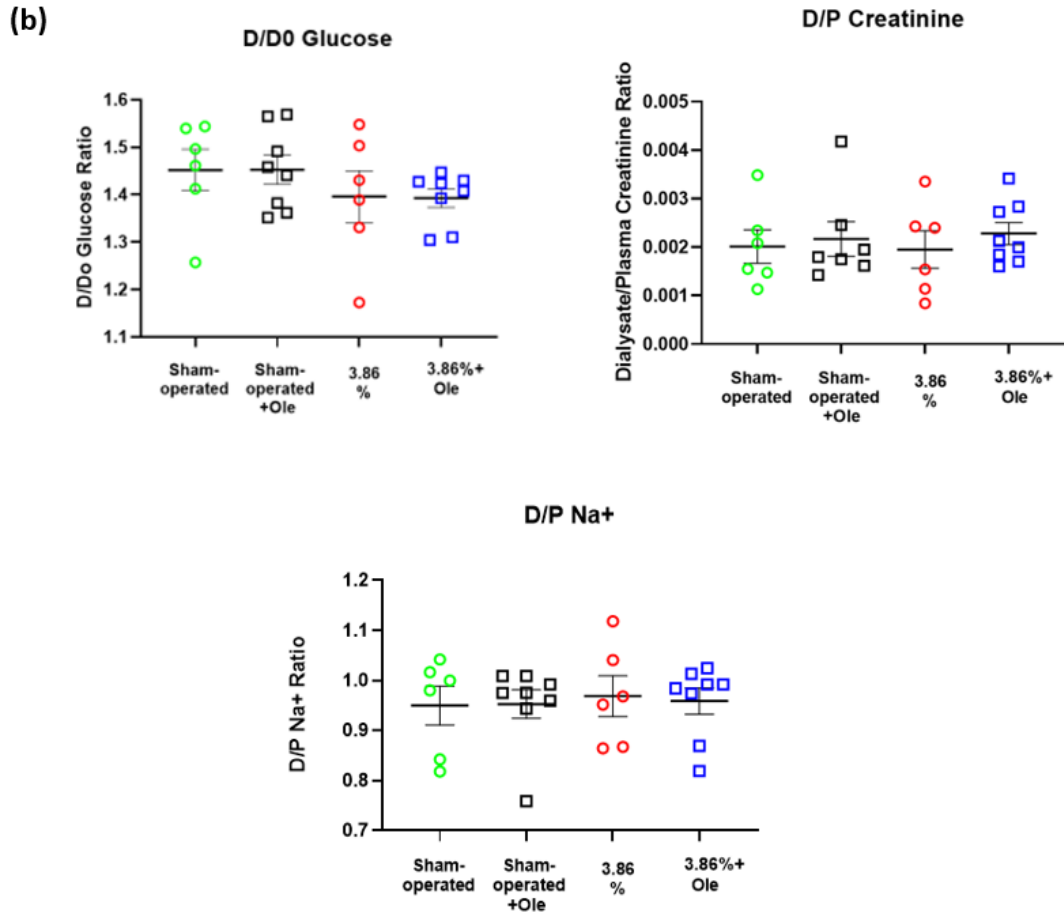 (b)
D/D0 Glucose
D/Do Glucose Ratio
1.6
1.5
1.4
1.3
1.2
1.1
Sham-
operated
Sham-
operated
+Ole
3.86
%
3.86%+
Ole
D/P Creatinine
Dialysate/Plasma Creatinine Ratio
0.005
0.004
0.003
0.002
0.001
0.000
Sham-
operated
Sham-
operated
+Ole
3.86
%
3.86%+
Ole
D/P Na+
D/P Na+ Ratio
1.2
1.1
1.0
0.9
0.8
0.7
Sham-
operated
Sham-
operated
+Ole
3.86
%
3.86%+
Ole